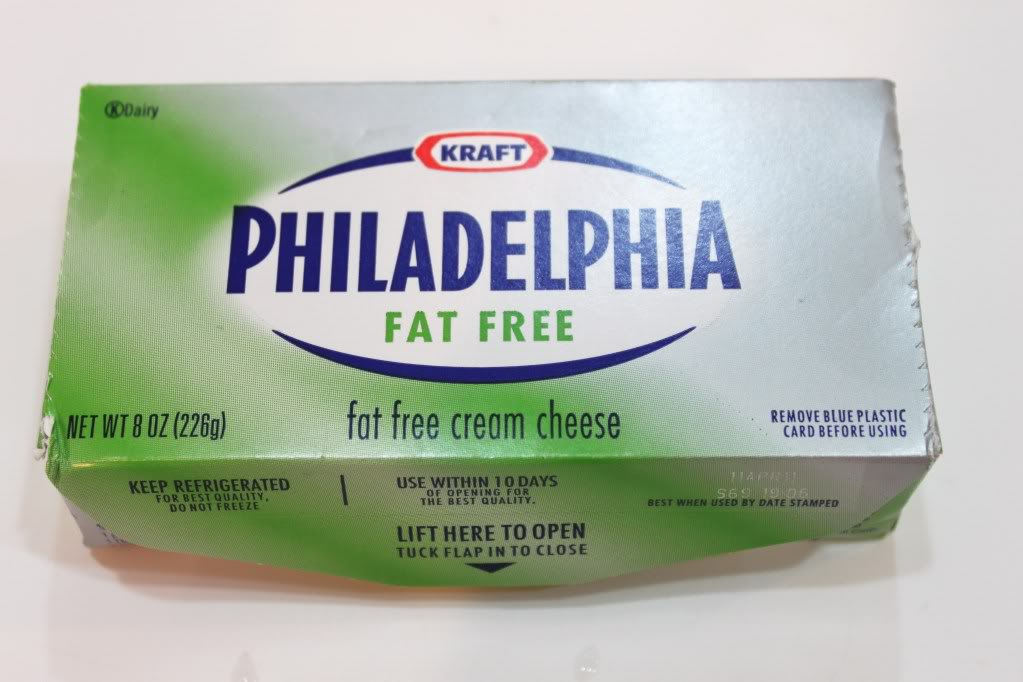 ⓀDairy
KRAFT
PHILADELPHIA
FAT FREE
fat free cream cheese
NET WT 8 OZ (226g)
REMOVE BLUE PLASTIC
CARD BEFORE USING
KEEP REFRIGERATED
FOR BEST QUALITY,
DO NOT FREEZE
USE WITHIN 10 DAYS
OF OPENING FOR
THE BEST QUALITY.
11APR11
BEST WHEN USED BY DATE STAMPED
LIFT HERE TO OPEN
TUCK FLAP IN TO CLOSE